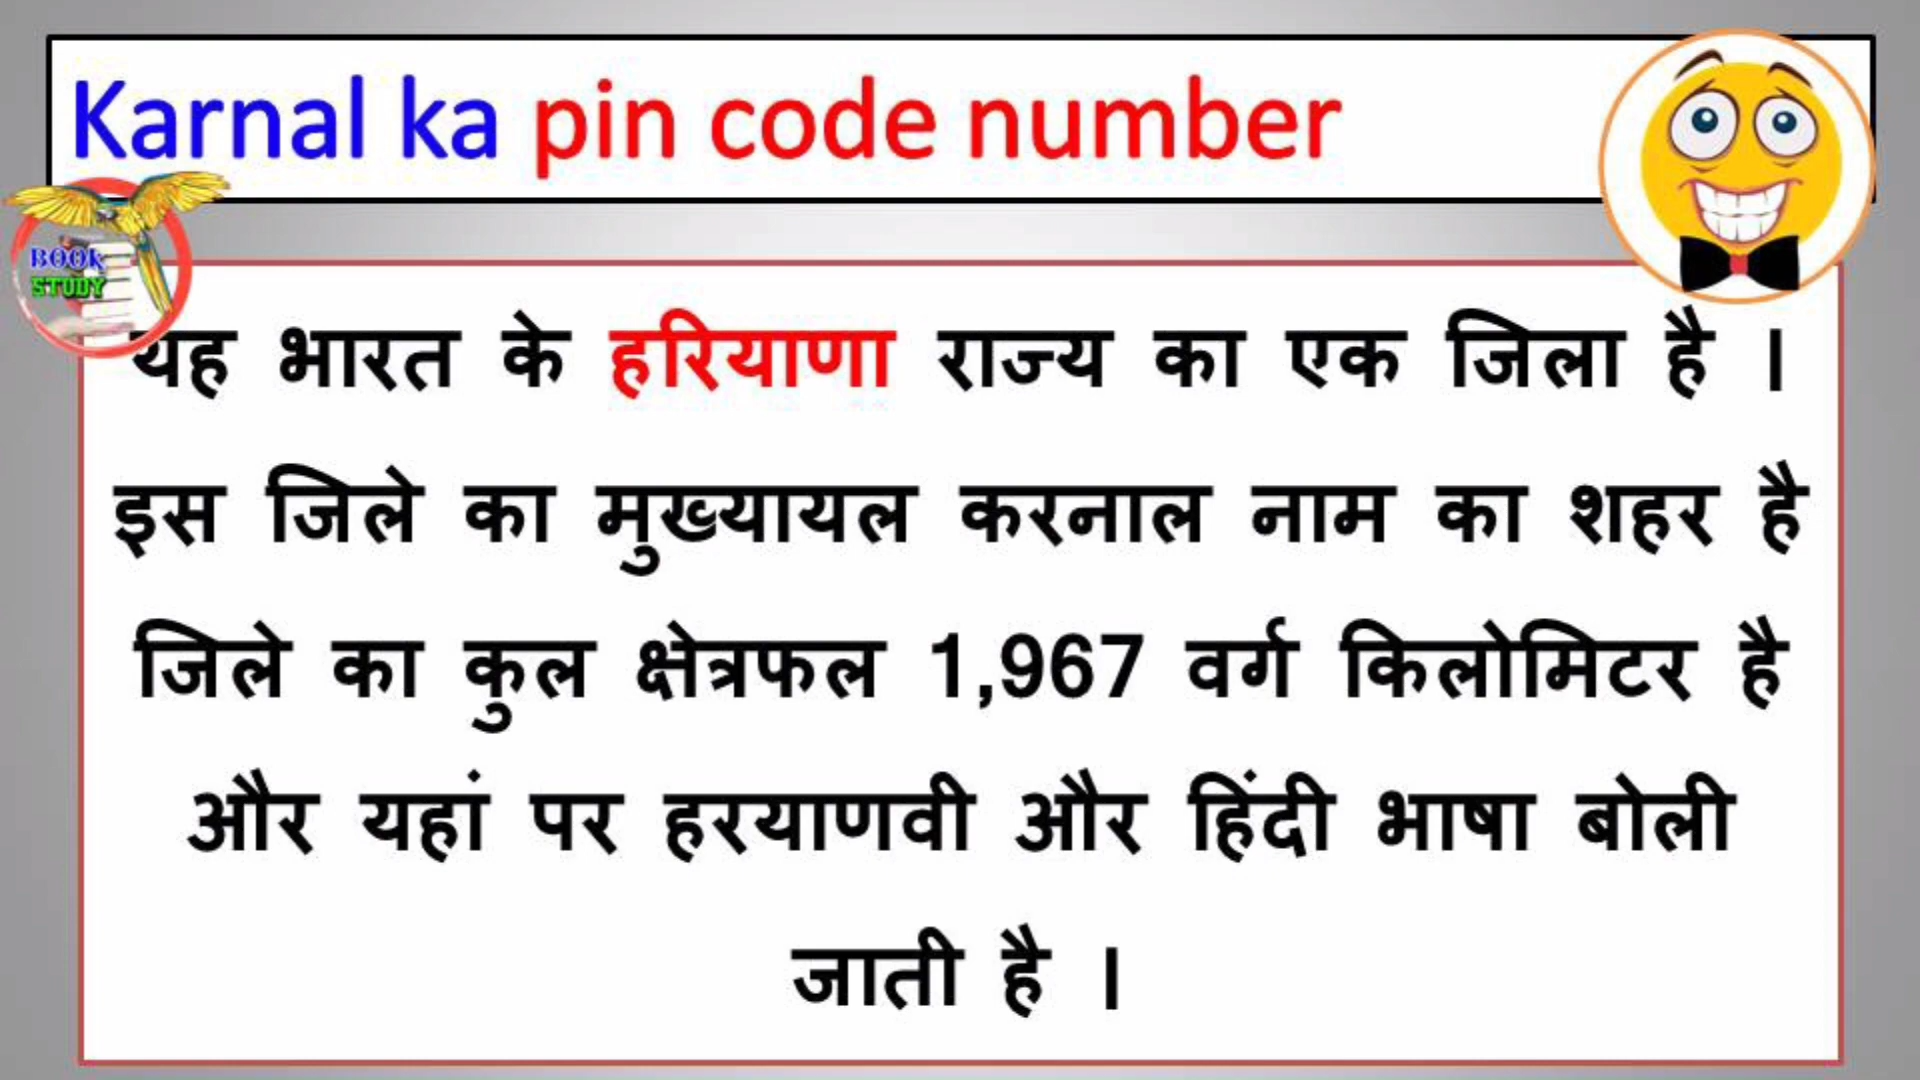 Karnal ka pin code number
BOOK
STUDY
यह भारत के हरियाणा राज्य का एक जिला है ।
इस जिले का मुख्यायल करनाल नाम का शहर है
जिले का कुल क्षेत्रफल 1,967 वर्ग किलोमिटर है
और यहां पर हरयाणवी और हिंदी भाषा बोली
जाती है ।